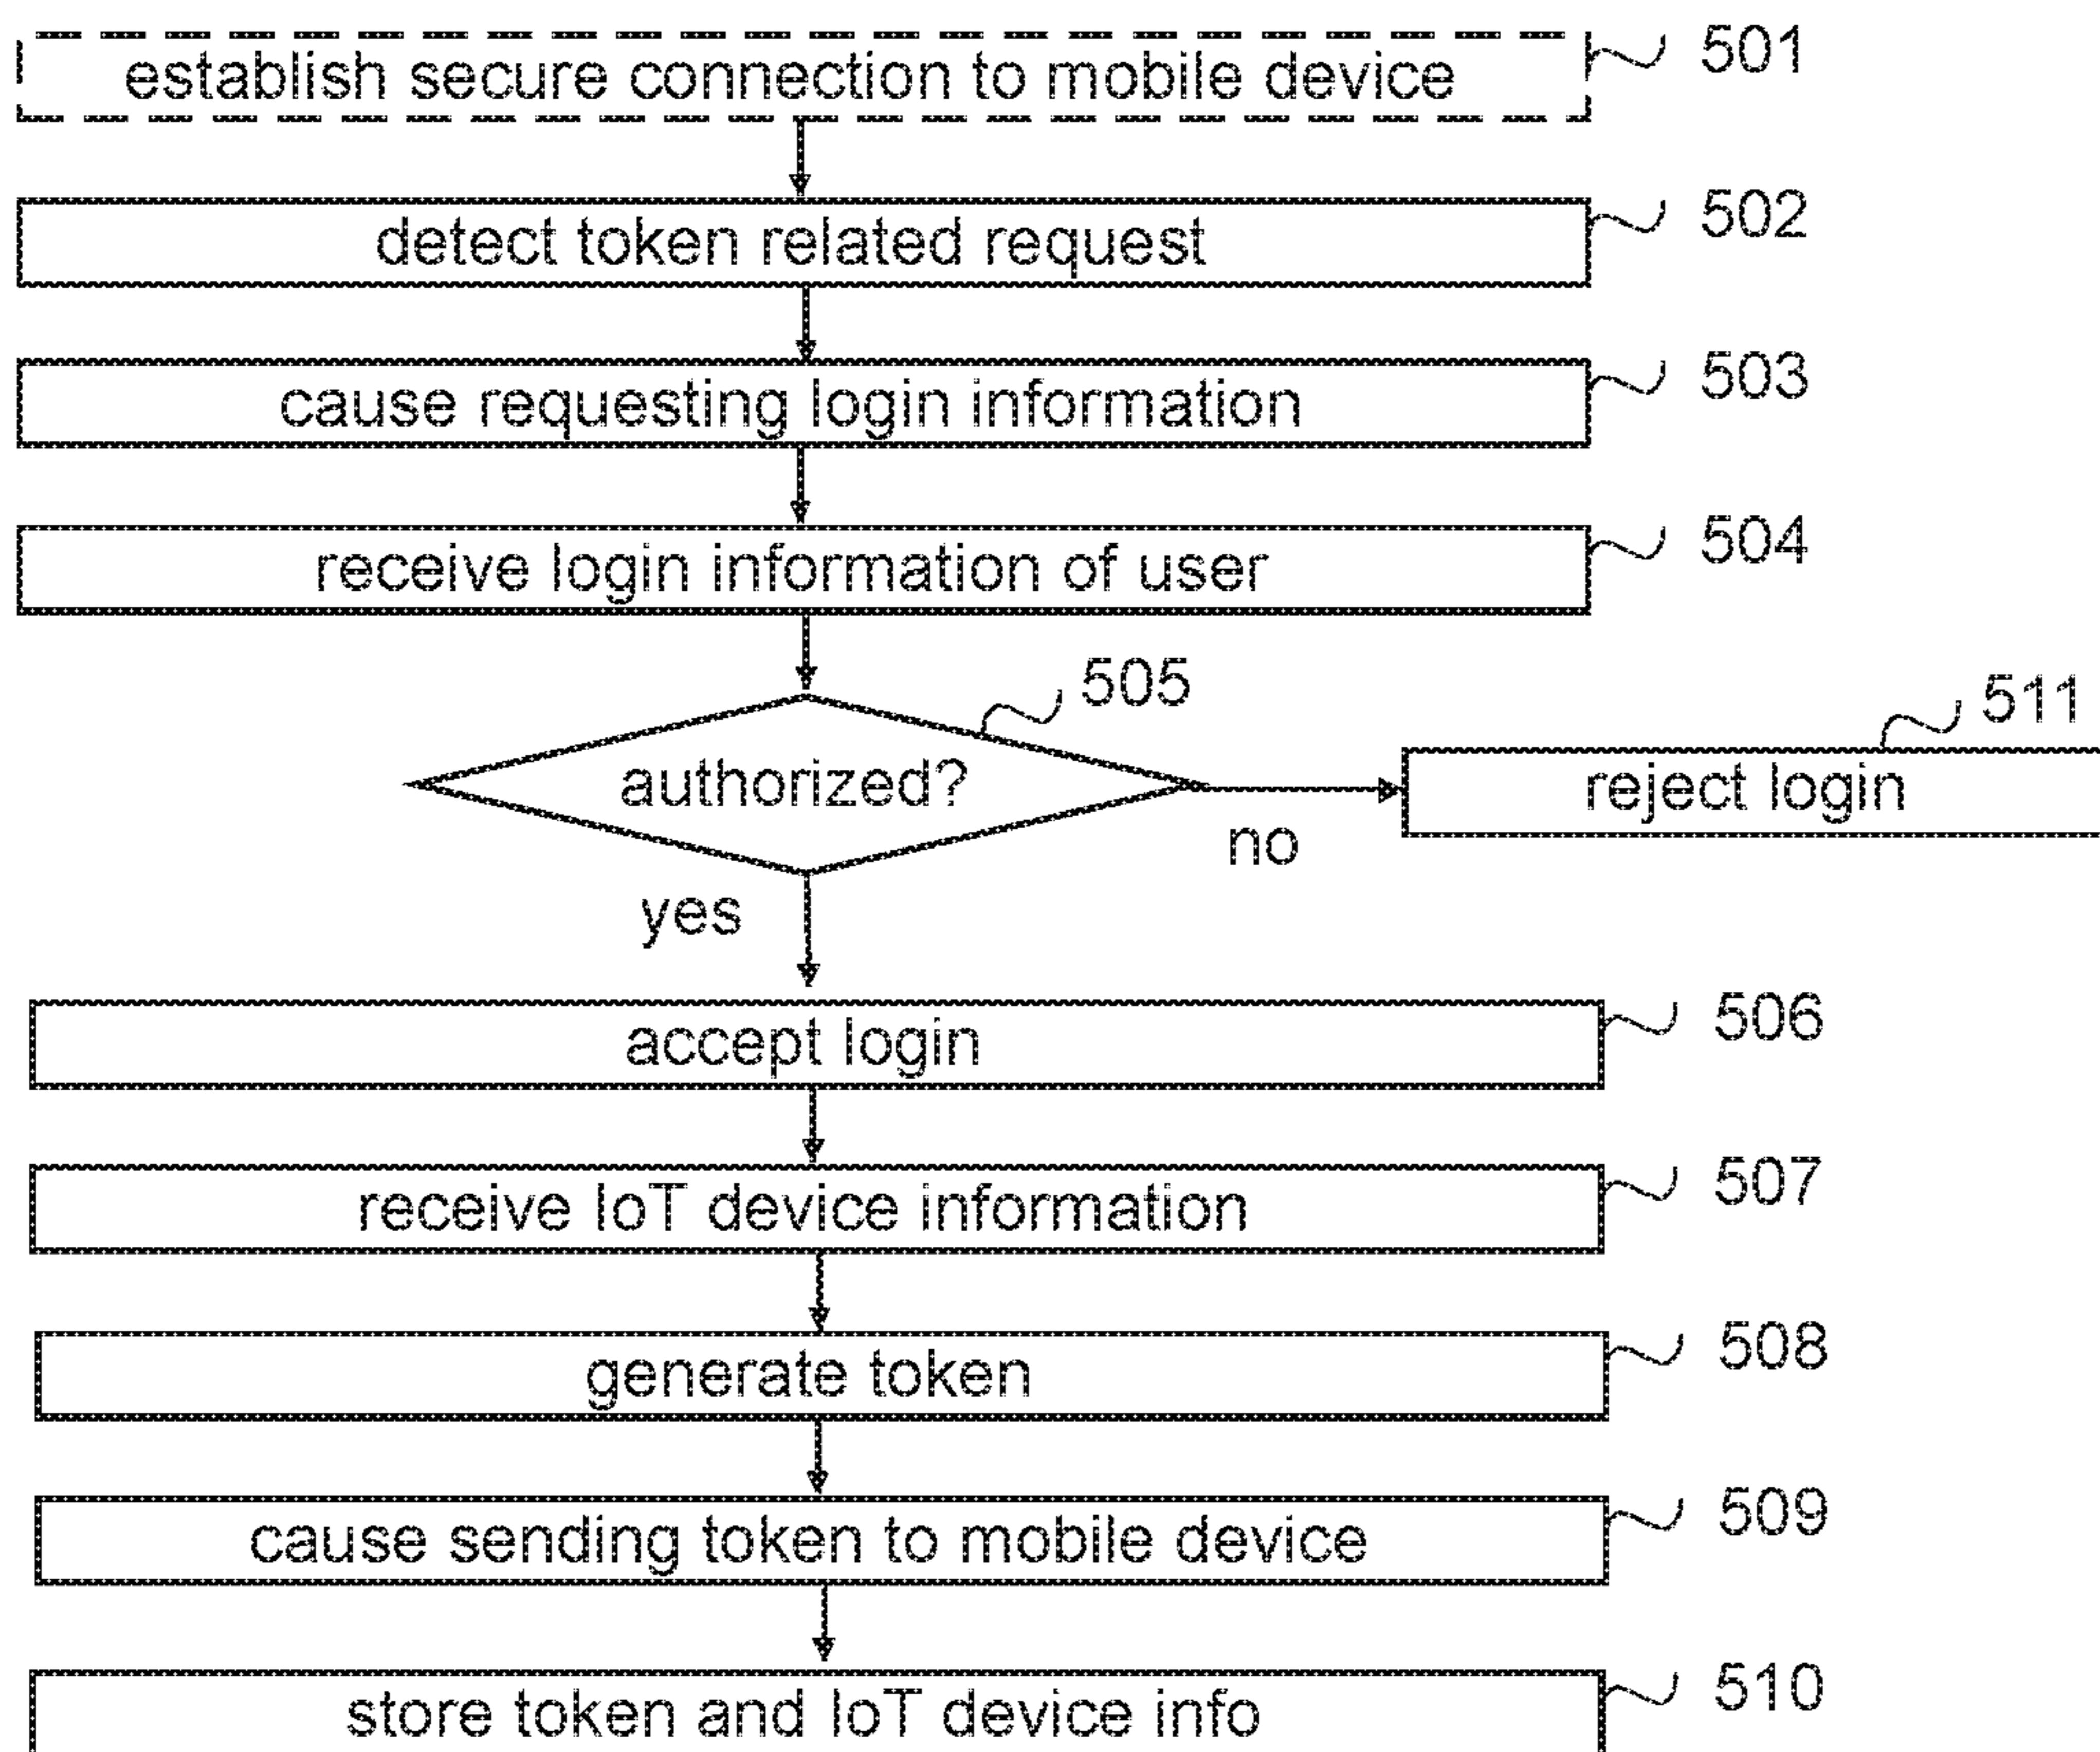 establish secure connection to mobile device 501
detect token related request 502
cause requesting login information 503
receive login information of user 504
505
511
authorized?
reject login
no
yes
accept login 506
receive IoT device information 507
generate token 508
cause sending token to mobile device 509
store token and IoT device info 510